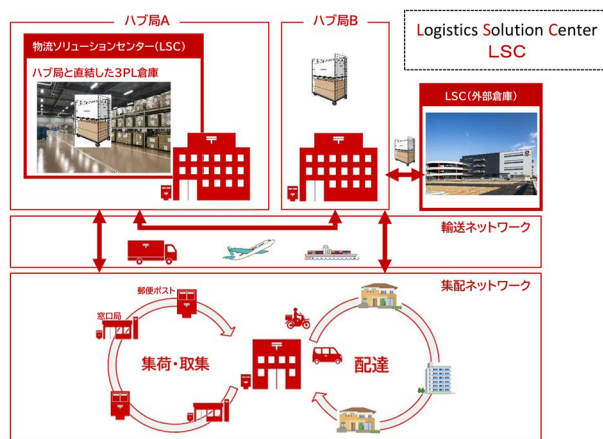 ハブ局A
ハブ局B
Logistics Solution Center
LSC
物流ソリューションセンター(LSC)
ハブ局と直結した3PL倉庫
LSC(外部倉庫)
輸送ネットワーク
集配ネットワーク
郵便ポスト
窓口局
集荷・取集
配達